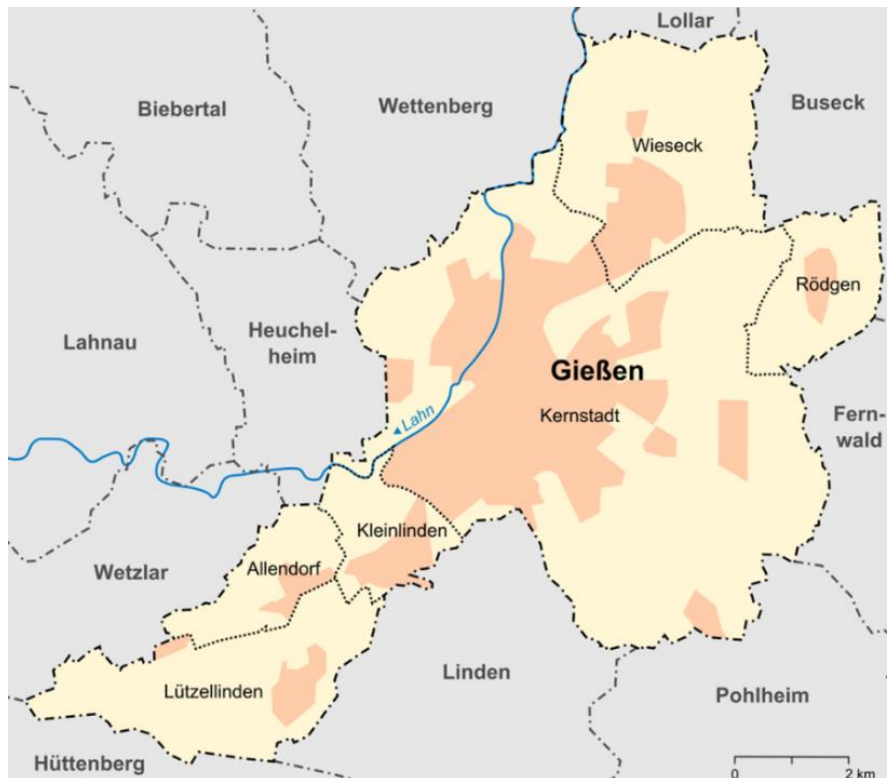 Lollar
Biebertal
Wettenberg
Buseck
Wieseck
Rödgen
Heuchel-
heim
Lahnau
Gießen
Kernstadt
Lahn
Fern-
wald
Kleinlinden
Allendorf
Wetzlar
Linden
Lützellinden
Pohlheim
Hüttenberg
0 2 km